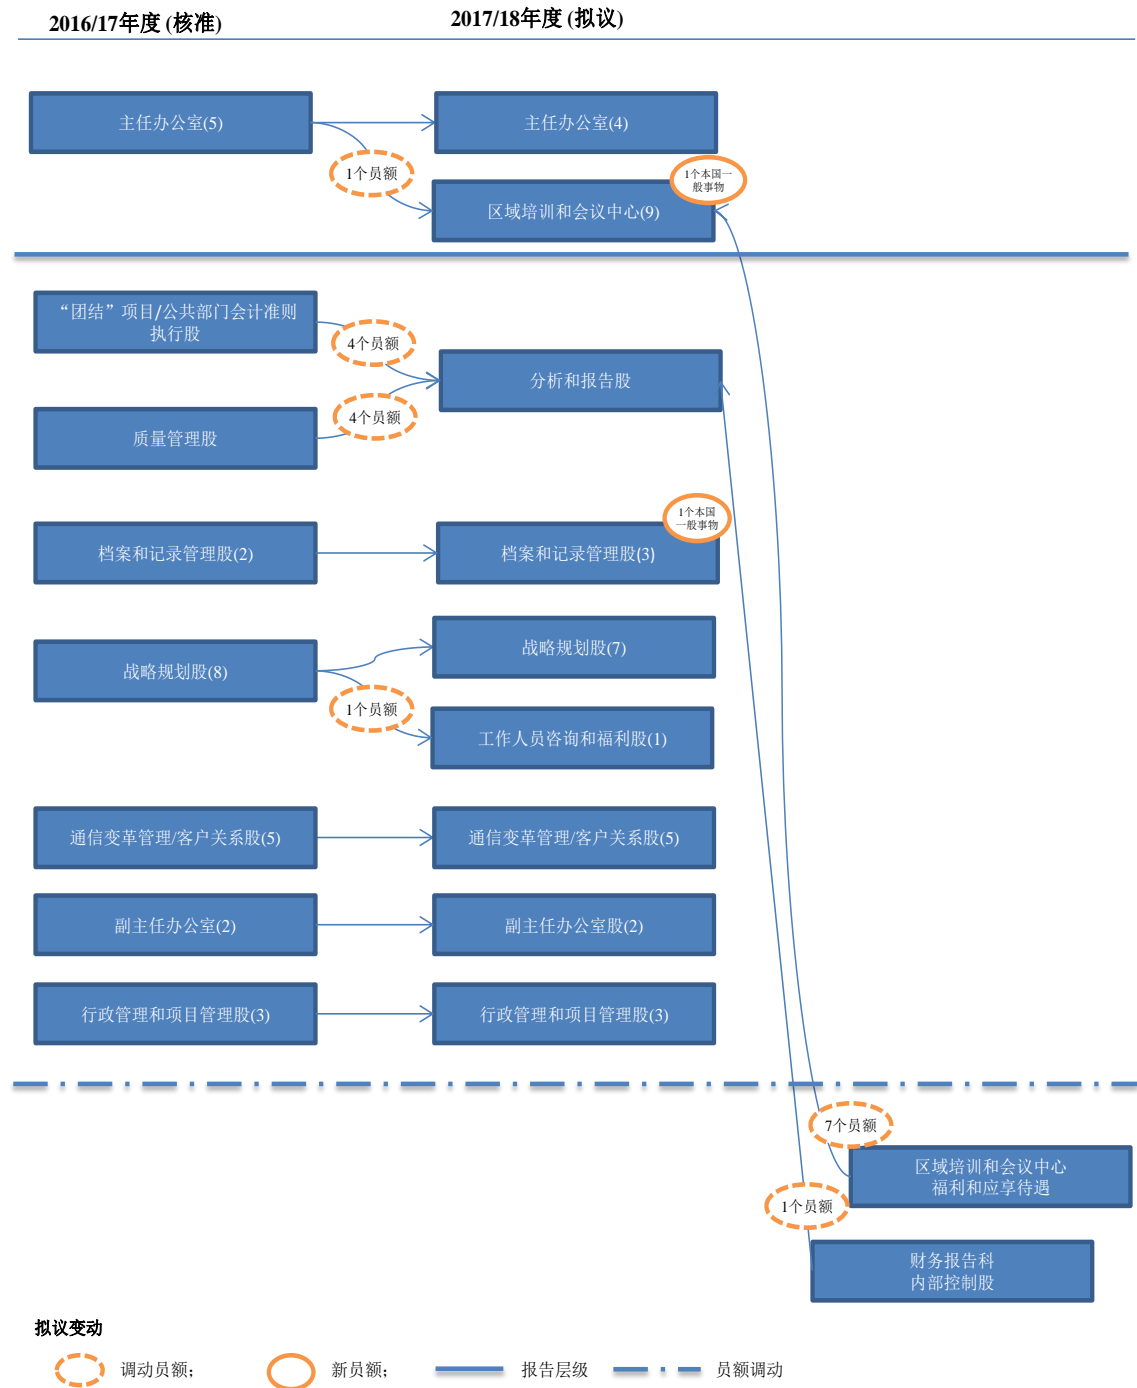 2016/17年度 (核准)
2017/18年度 (拟议)
主任办公室(5)
主任办公室(4)
1个员额
1个本国一
般事物
区域培训和会议中心(9)
“团结”项目/公共部门会计准则
执行股
4个员额
分析和报告股
4个员额
质量管理股
1个本国
一般事物
档案和记录管理股(2)
档案和记录管理股(3)
战略规划股(8)
战略规划股(7)
1个员额
工作人员咨询和福利股(1)
通信变革管理/客户关系股(5)
通信变革管理/客户关系股(5)
副主任办公室(2)
副主任办公室股(2)
行政管理和项目管理股(3)
行政管理和项目管理股(3)
7个员额
区域培训和会议中心
福利和应享待遇
1个员额
财务报告科
内部控制股
拟议变动
调动员额;
新员额;
报告层级
员额调动